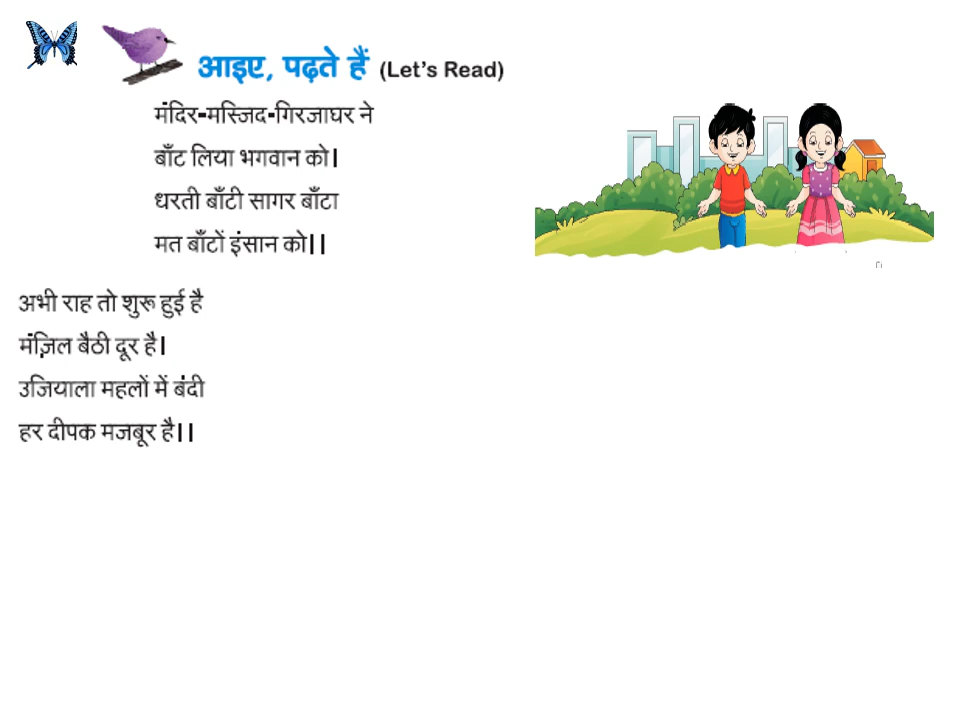 आइए, पढ़ते हैं (Let's Read)
मंदिर-मस्जिद-गिरजाघर ने
बाँट लिया भगवान को।
धरती बाँटी सागर बाँटा
मत बाँटों इंसान को।।
अभी राह तो शुरू हुई है
मंज़िल बैठी दूर है।
उजियाला महलों में बंदी
हर दीपक मजबूर है।।